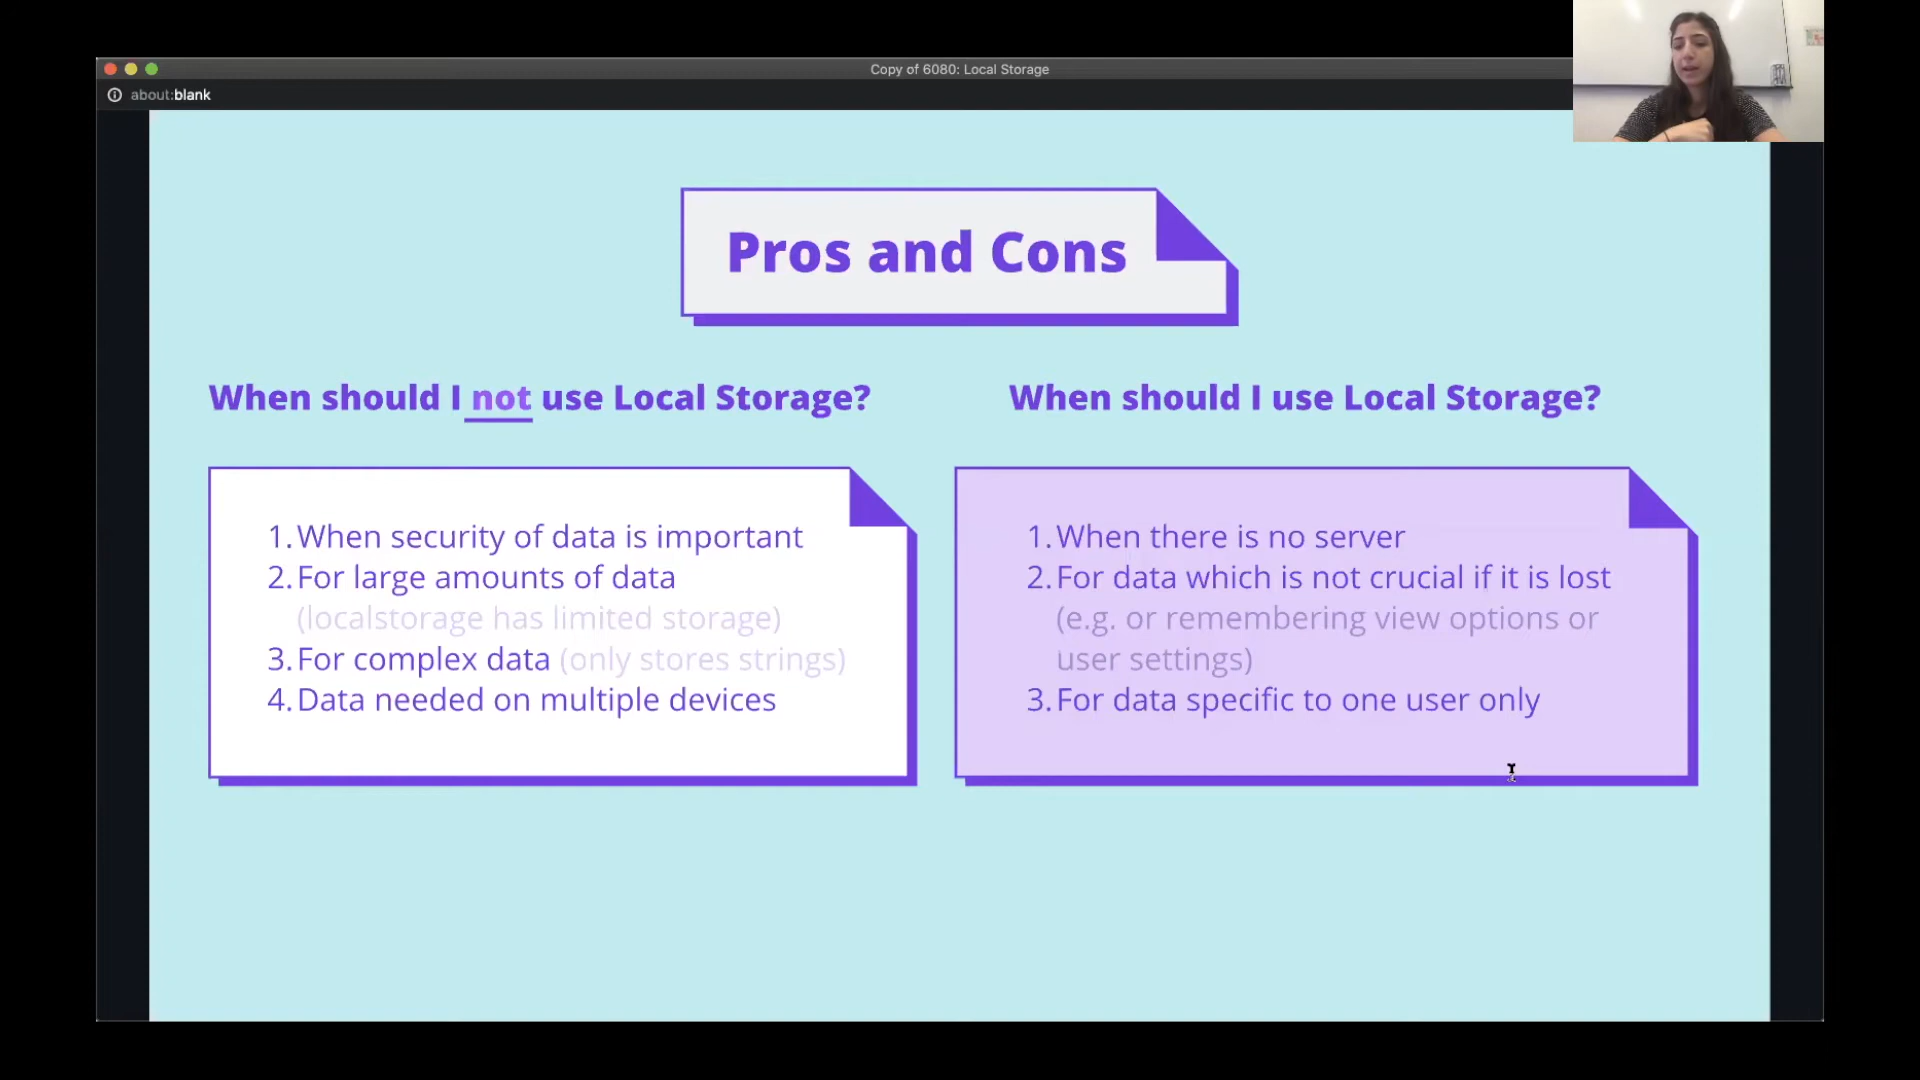 Copy of 6080: Local Storage
about:blank
Pros and Cons
When should I not use Local Storage?
1. When security of data is important
2. For large amounts of data
(localstorage has limited storage)
3. For complex data (only stores strings)
4. Data needed on multiple devices
When should I use Local Storage?
1. When there is no server
2. For data which is not crucial if it is lost
(e.g. or remembering view options or
user settings)
3. For data specific to one user only